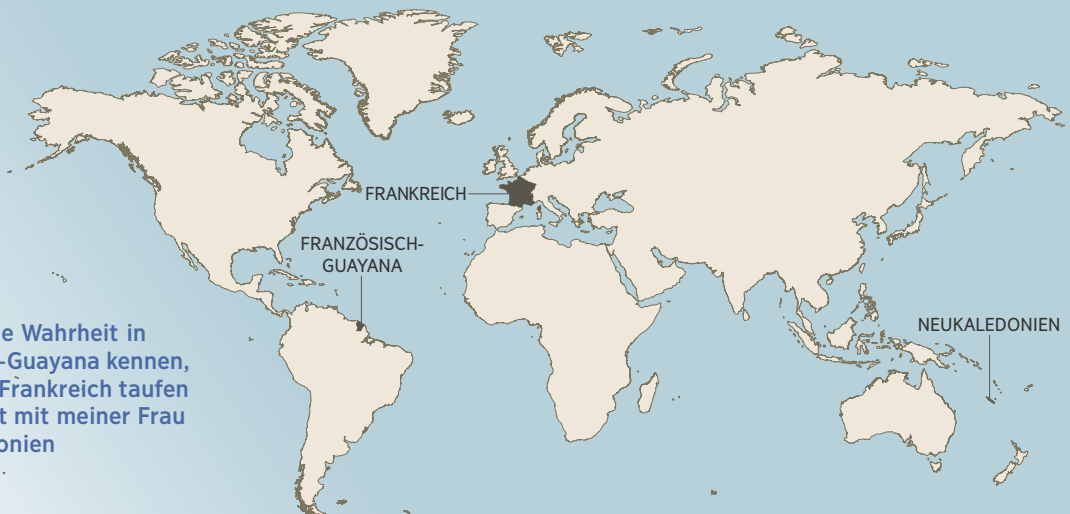 FRANKREICH
FRANZÖSISCH-
GUAYANA
NEUKALEDONIEN
e Wahrheit in
-Guayana kennen,
Frankreich taufen
t mit meiner Frau
onien